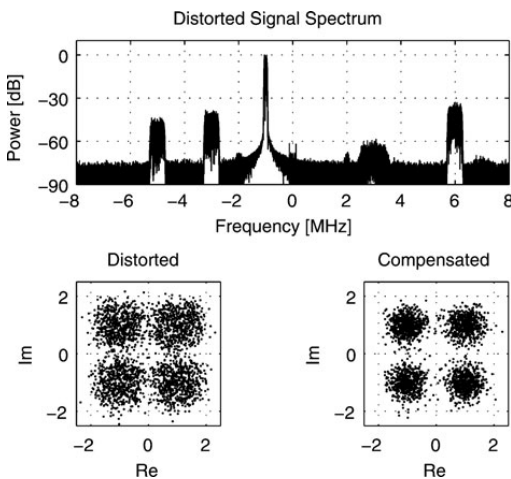 Distorted Signal Spectrum
Power [dB]
0
−30
−60
−90
−8 −6 −4 −2 0 2 4 6 8
Frequency [MHz]
Distorted
Im
2
0
−2
−2 0 2
Re
Compensated
Im
2
0
−2
−2 0 2
Re